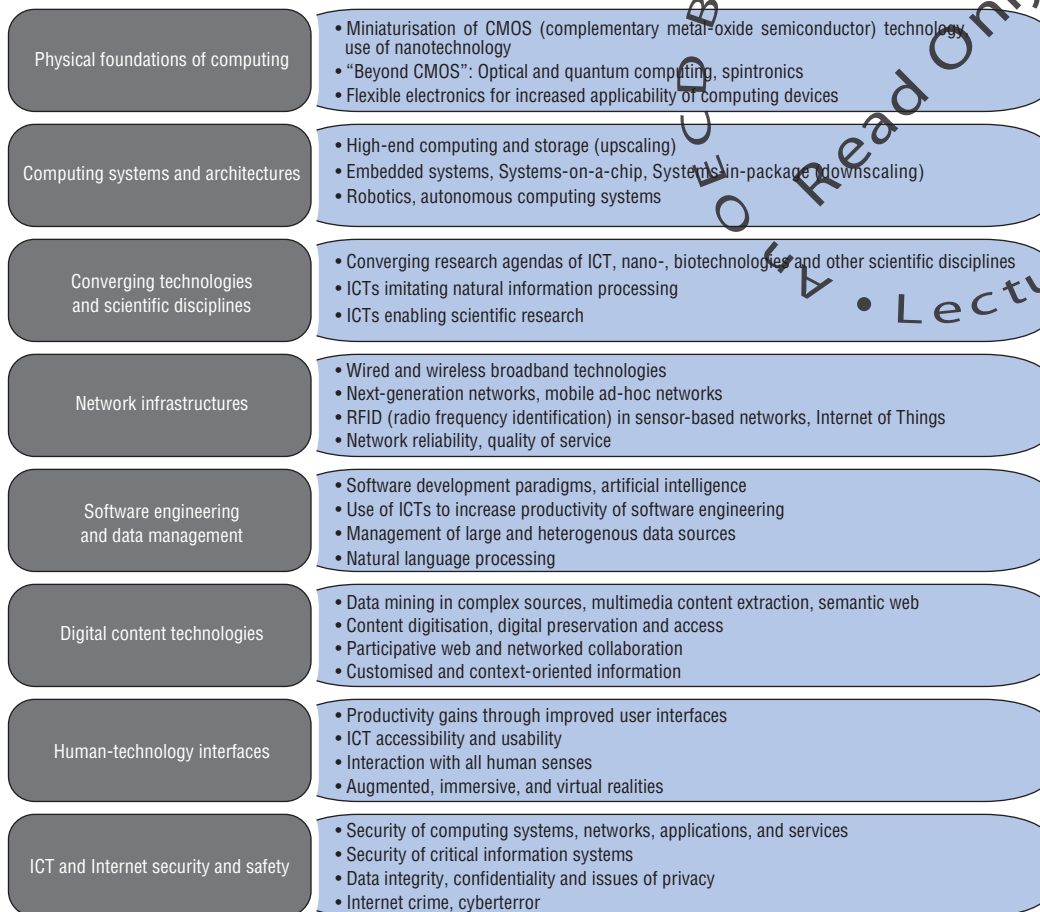 Physical foundations of computing
• Miniaturisation of CMOS (complementary metal-oxide semiconductor) technology,
use of nanotechnology
• “Beyond CMOS”: Optical and quantum computing, spintronics
• Flexible electronics for increased applicability of computing devices
Computing systems and architectures
• High-end computing and storage (upscaling)
• Embedded systems, Systems-on-a-chip, Systems-in-package (downscaling)
• Robotics, autonomous computing systems
Converging technologies
and scientific disciplines
• Converging research agendas of ICT, nano-, biotechnologies and other scientific disciplines
• ICTs imitating natural information processing
• ICTs enabling scientific research
Network infrastructures
• Wired and wireless broadband technologies
• Next-generation networks, mobile ad-hoc networks
• RFID (radio frequency identification) in sensor-based networks, Internet of Things
• Network reliability, quality of service
Software engineering
and data management
• Software development paradigms, artificial intelligence
• Use of ICTs to increase productivity of software engineering
• Management of large and heterogenous data sources
• Natural language processing
Digital content technologies
• Data mining in complex sources, multimedia content extraction, semantic web
• Content digitisation, digital preservation and access
• Participative web and networked collaboration
• Customised and context-oriented information
Human-technology interfaces
• Productivity gains through improved user interfaces
• ICT accessibility and usability
• Interaction with all human senses
• Augmented, immersive, and virtual realities
ICT and Internet security and safety
• Security of computing systems, networks, applications, and services
• Security of critical information systems
• Data integrity, confidentiality and issues of privacy
• Internet crime, cyberterror
OECD B
Read On
• Lectu